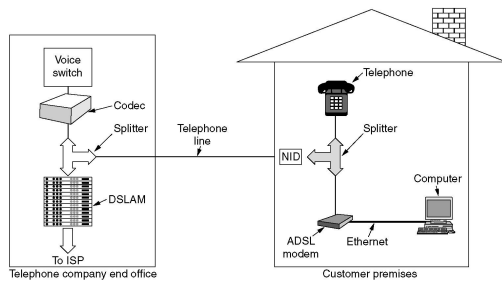 Voice
switch
Codec
Splitter
Telephone
line
DSLAM
To ISP
Telephone company end office
Telephone
NID
Splitter
Computer
ADSL
modem
Ethernet
Customer premises